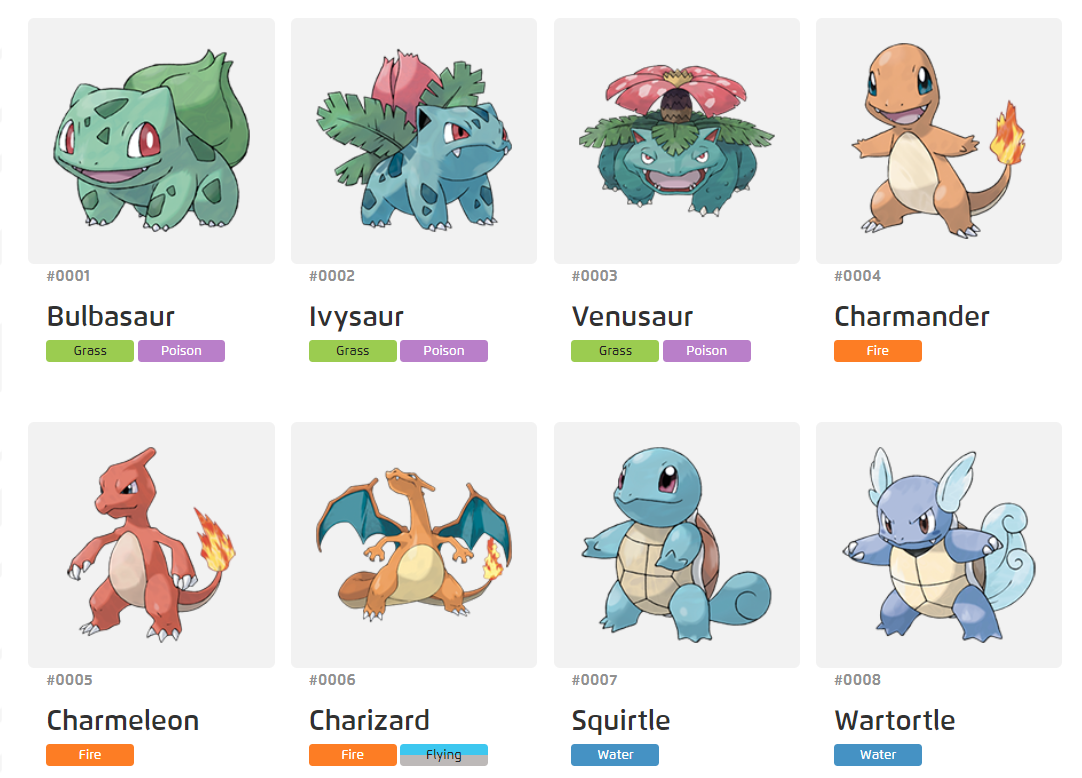 #0001
Bulbasaur
Grass Poison
#0002
Ivysaur
Grass Poison
#0003
Venusaur
Grass Poison
#0004
Charmander
Fire
#0005
Charmeleon
Fire
#0006
Charizard
Fire Flying
#0007
Squirtle
Water
#0008
Wartortle
Water